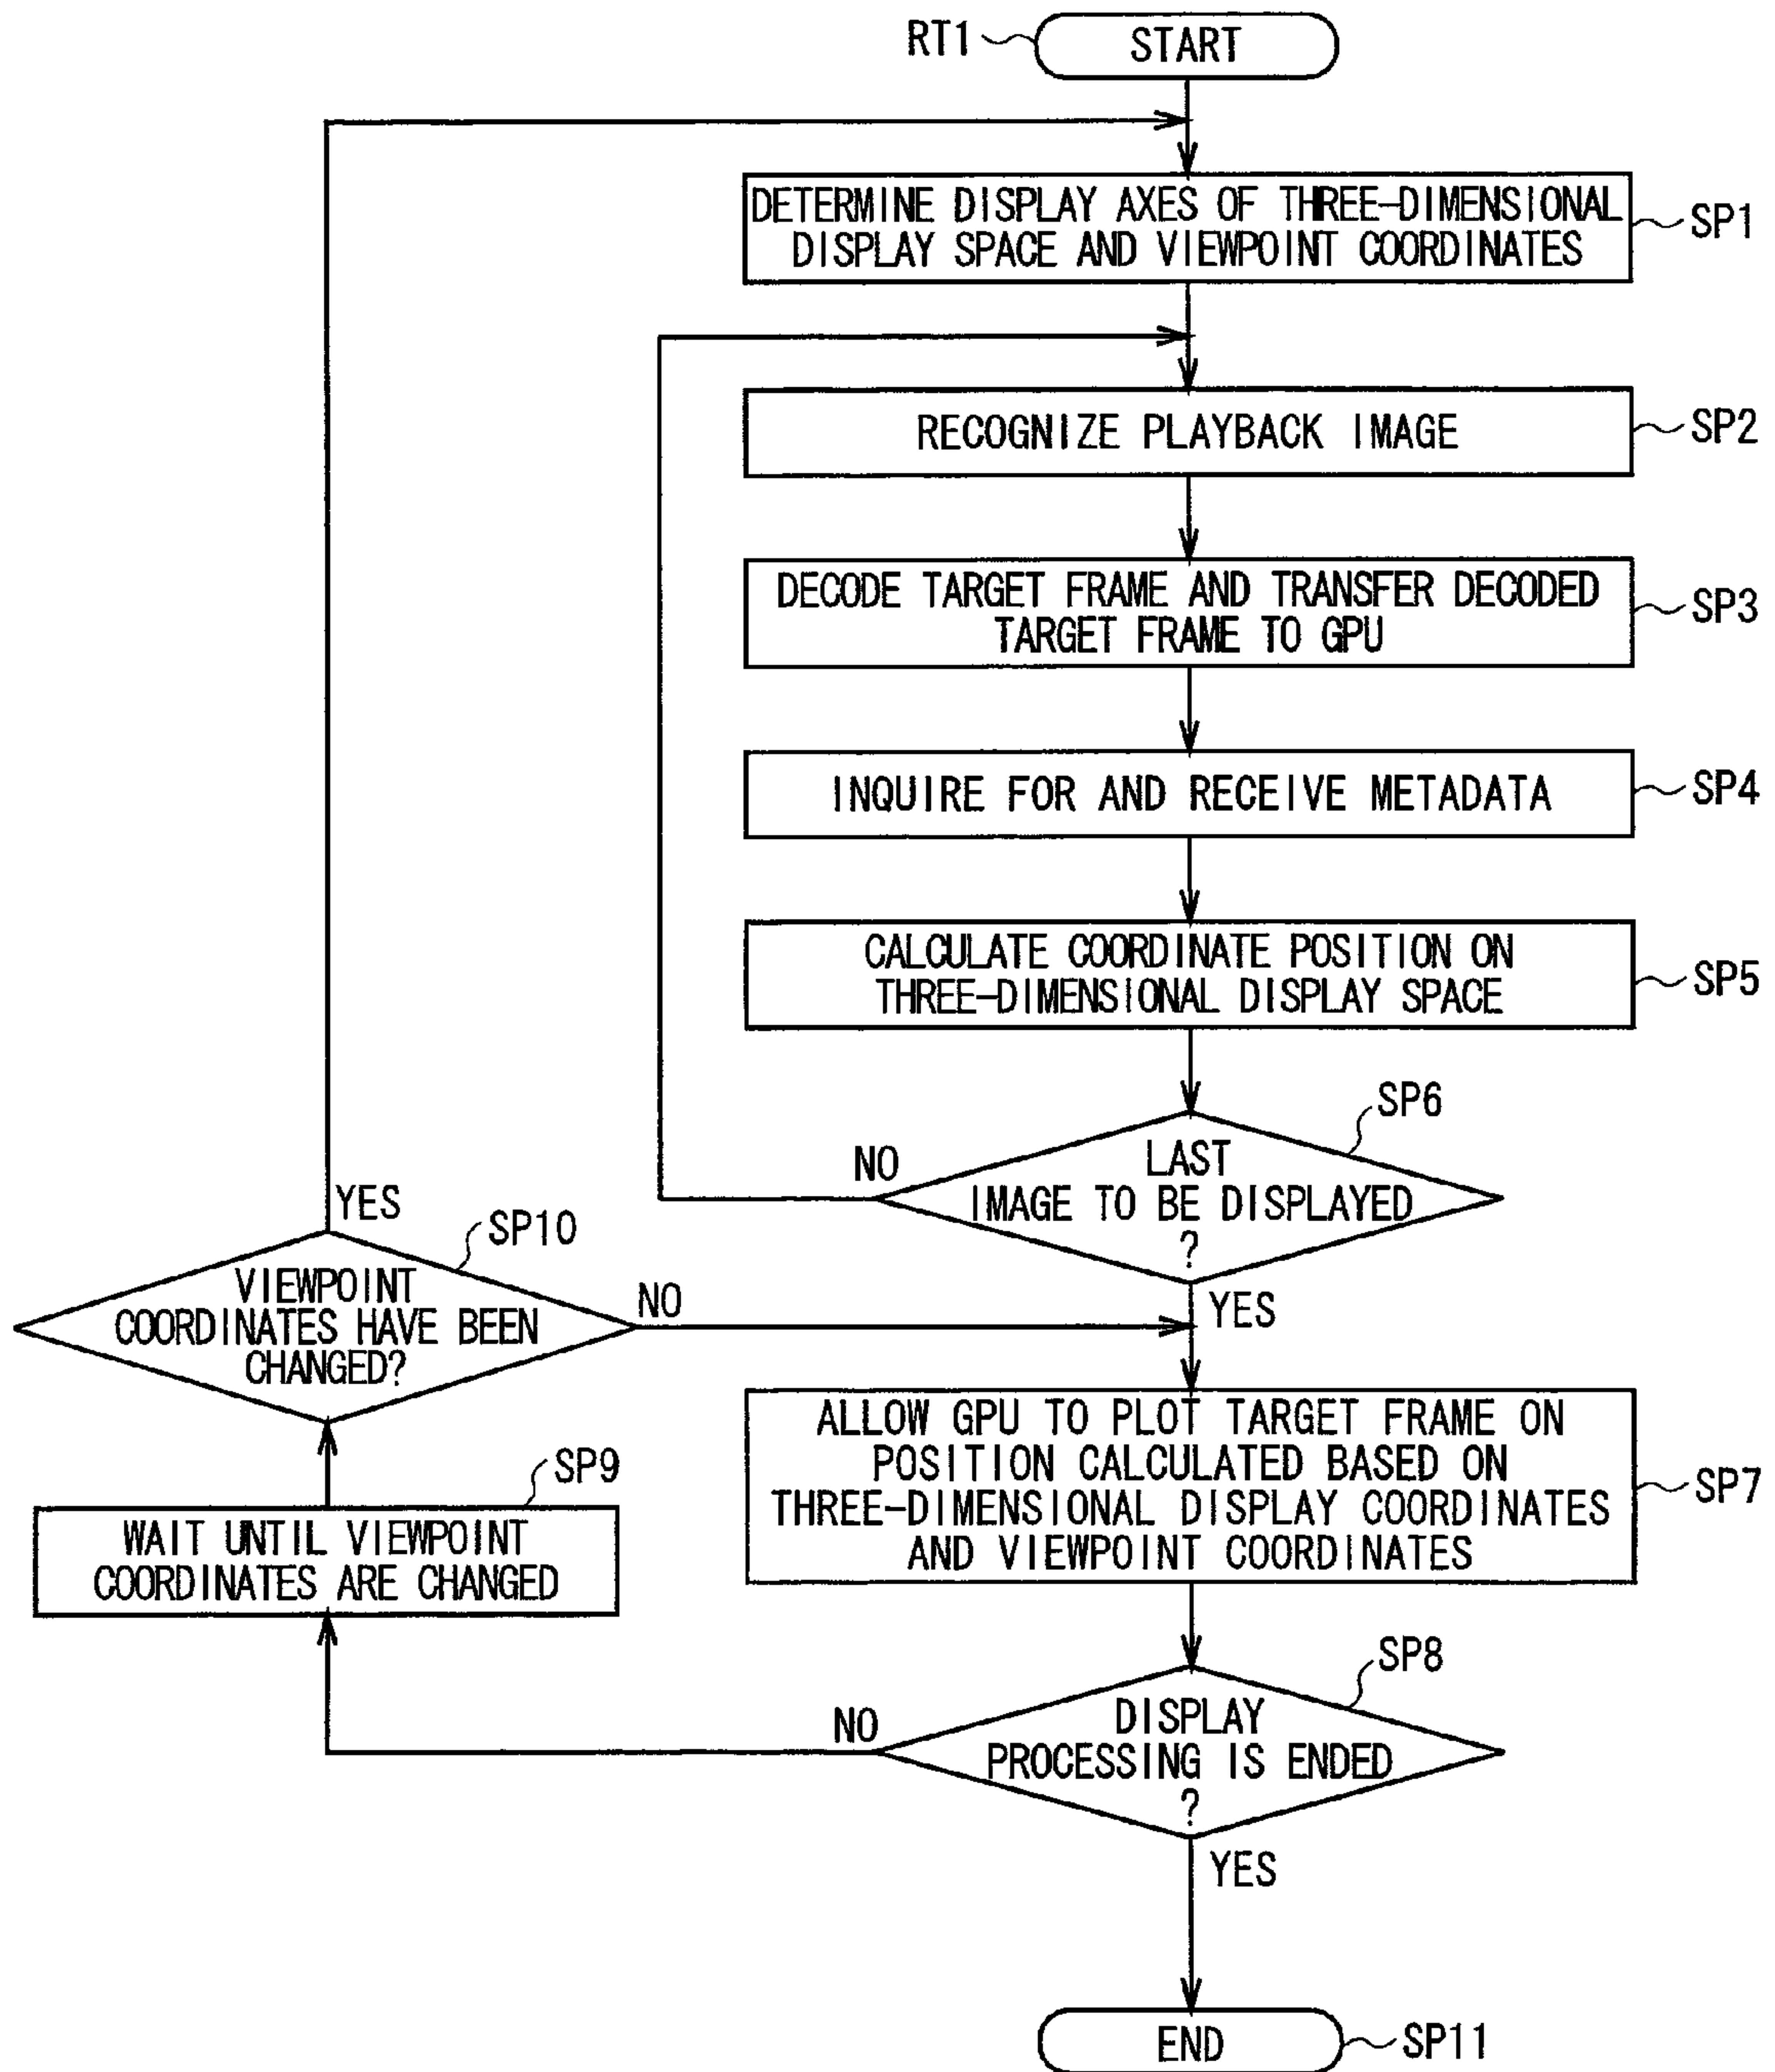 RT1
START
DETERMINE DISPLAY AXES OF THREE-DIMENSIONAL
DISPLAY SPACE AND VIEWPOINT COORDINATES
SP1
RECOGNIZE PLAYBACK IMAGE
SP2
DECODE TARGET FRAME AND TRANSFER DECODED
TARGET FRAME TO GPU
SP3
INQUIRE FOR AND RECEIVE METADATA
SP4
CALCULATE COORDINATE POSITION ON
THREE-DIMENSIONAL DISPLAY SPACE
SP5
SP6
NO
LAST
IMAGE TO BE DISPLAYED
?
YES
YES
SP10
VIEWPOINT
COORDINATES HAVE BEEN
CHANGED?
NO
ALLOW GPU TO PLOT TARGET FRAME ON
POSITION CALCULATED BASED ON
THREE-DIMENSIONAL DISPLAY COORDINATES
AND VIEWPOINT COORDINATES
SP7
SP9
WAIT UNTIL VIEWPOINT
COORDINATES ARE CHANGED
SP8
NO
DISPLAY
PROCESSING IS ENDED
?
YES
END
SP11